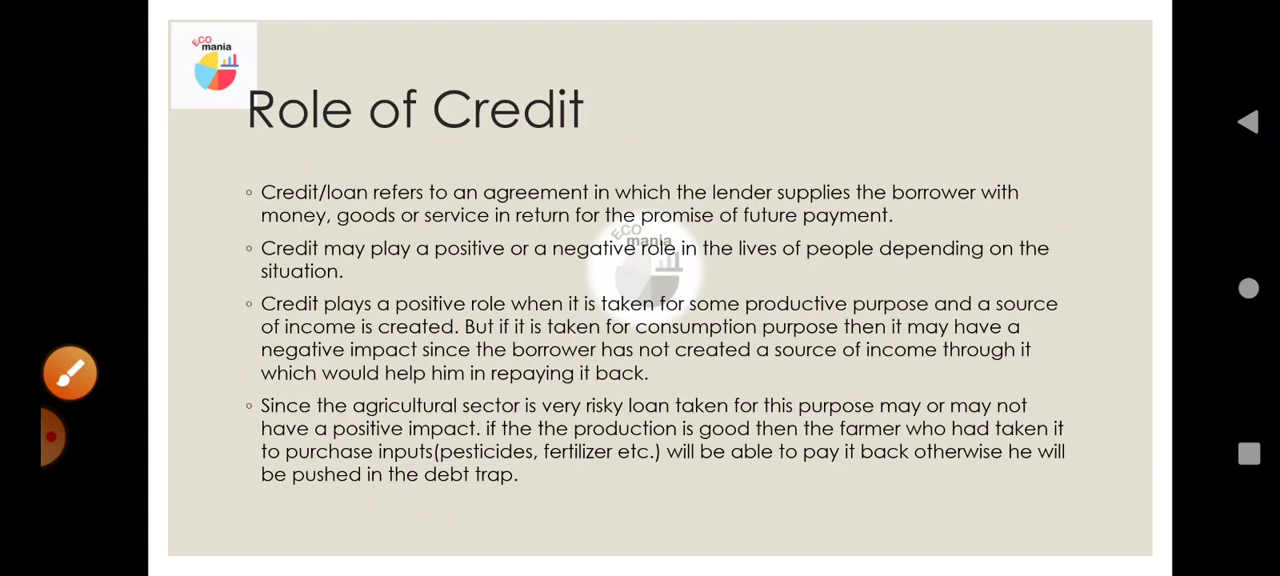 ECO
mania
Role of Credit
◦ Credit/loan refers to an agreement in which the lender supplies the borrower with
money, goods or service in return for the promise of future payment.
◦ Credit may play a positive or a negative role in the lives of people depending on the
situation.
◦ Credit plays a positive role when it is taken for some productive purpose and a source
of income is created. But if it is taken for consumption purpose then it may have a
negative impact since the borrower has not created a source of income through it
which would help him in repaying it back.
◦ Since the agricultural sector is very risky loan taken for this purpose may or may not
have a positive impact. if the the production is good then the farmer who had taken it
to purchase inputs(pesticides, fertilizer etc.) will be able to pay it back otherwise he will
be pushed in the debt trap.
ECO
mania